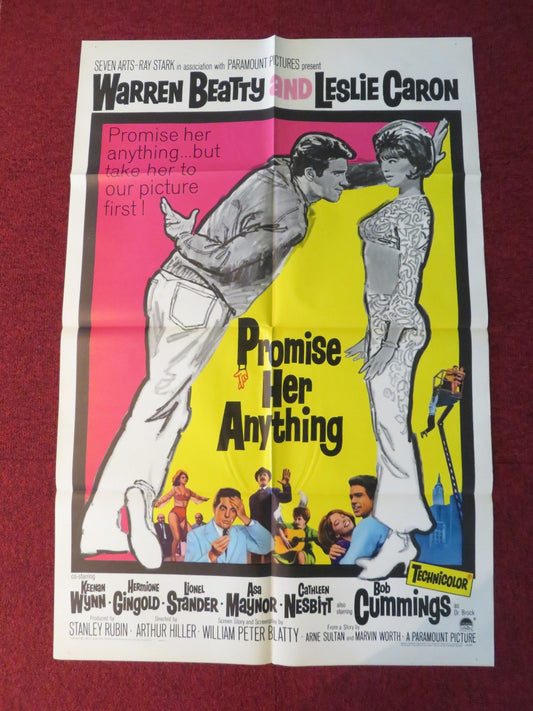 SEVEN ARTS-RAY STARK in association with PARAMOUNT PICTURES present
WARREN BEATTY AND LESLIE CARON
Promise her
anything...but
take her to
our picture
first!
Promise
Her
Anything
TECHNICOLOR
co-starring
KEENAN WYNN · HERMIONE GINGOLD · LIONEL STANDER · ASA MAYNOR · CATHLEEN NESBITT also starring BOB CUMMINGS as Dr Brock
Produced by STANLEY RUBIN · Directed by ARTHUR HILLER · Screen Story and Screenplay by WILLIAM PETER BLATTY · From a Story by ARNE SULTAN and MARVIN WORTH · A PARAMOUNT PICTURE